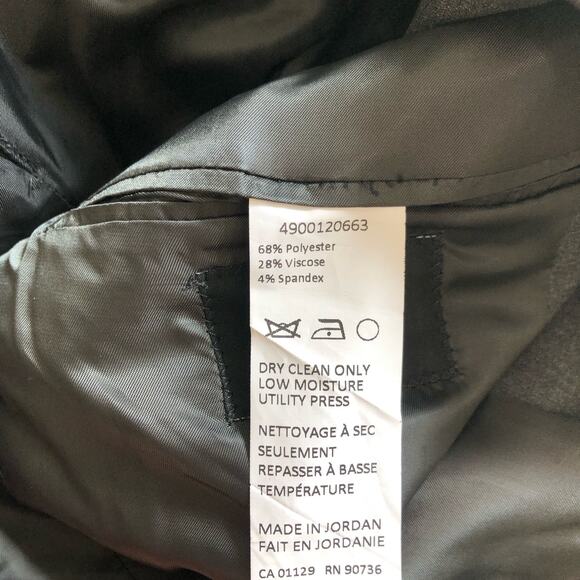 4900120663
68% Polyester
28% Viscose
4% Spandex
DRY CLEAN ONLY
LOW MOISTURE
UTILITY PRESS
NETTOYAGE À SEC
SEULEMENT
REPASSER À BASSE
TEMPÉRATURE
MADE IN JORDAN
FAIT EN JORDANIE
CA 01129 RN 90736